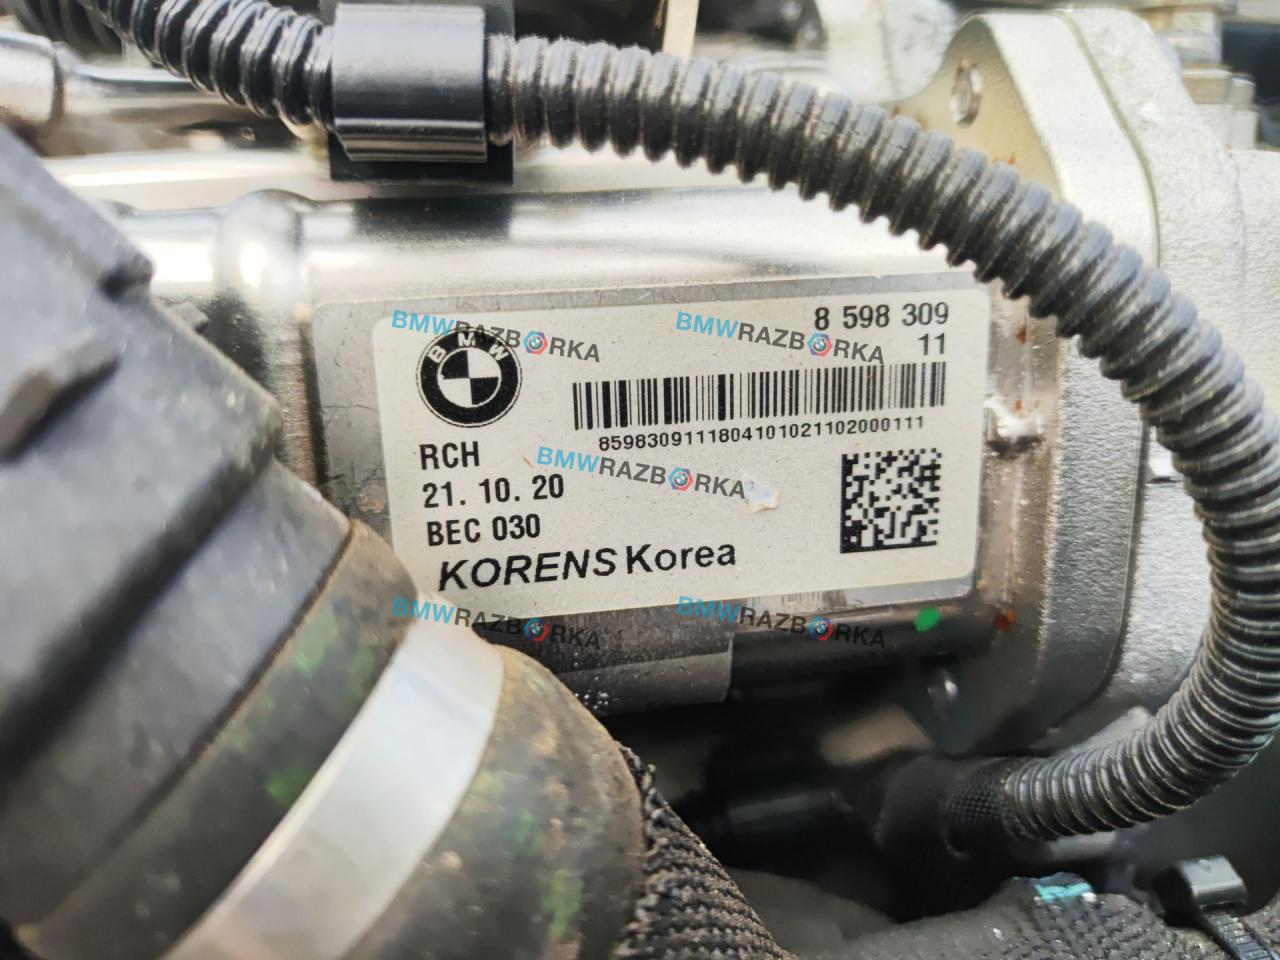 BMWRAZBORKA
BMWRAZBORKA
8 598 309
11
BMW
8598309111804101021102000111
RCH
BMWRAZBORKA
21. 10. 20
BEC 030
KORENS Korea
BMWRAZBORKA
BMWRAZBORKA